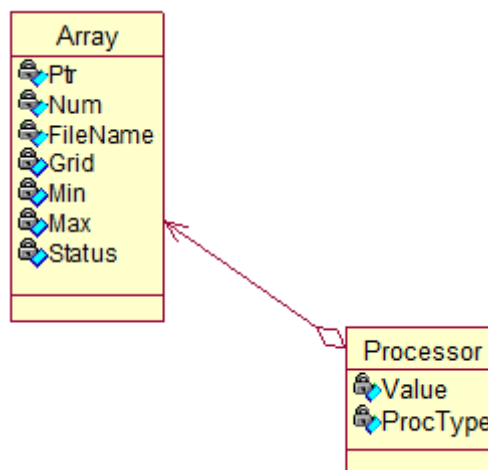 Array
Ptr
Num
FileName
Grid
Min
Max
Status
Processor
Value
ProcType